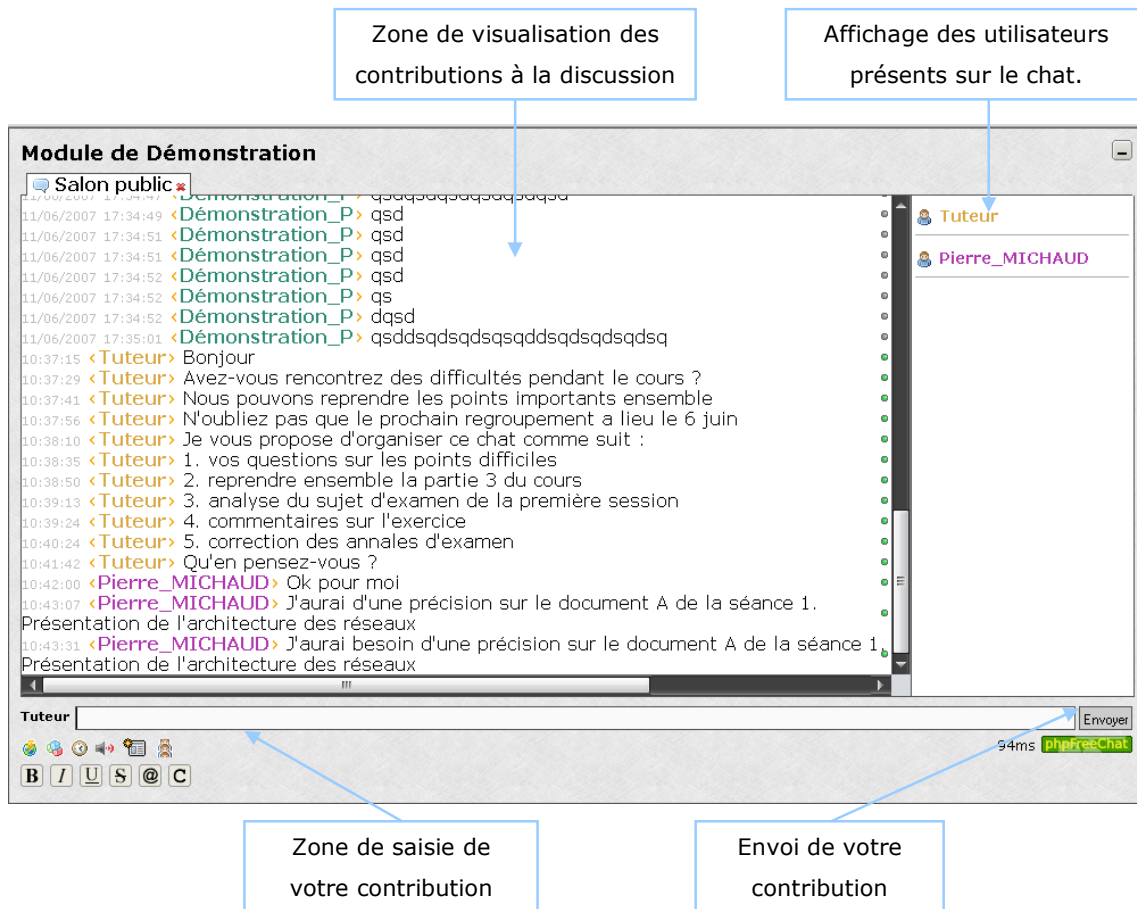 Zone de visualisation des
contributions à la discussion
Affichage des utilisateurs
présents sur le chat.
Module de Démonstration
Salon public
11/06/2007 17:34:47 <Démonstration_P> qsdqsdqsdqsdqsdqsd
11/06/2007 17:34:49 <Démonstration_P> qsd
11/06/2007 17:34:51 <Démonstration_P> qsd
11/06/2007 17:34:51 <Démonstration_P> qsd
11/06/2007 17:34:52 <Démonstration_P> qsd
11/06/2007 17:34:52 <Démonstration_P> qs
11/06/2007 17:34:52 <Démonstration_P> dqsd
11/06/2007 17:35:01 <Démonstration_P> qsddsqdsqdsqsqddsqdsqdsqdsq
10:37:15 <Tuteur> Bonjour
10:37:29 <Tuteur> Avez-vous rencontrez des difficultés pendant le cours ?
10:37:41 <Tuteur> Nous pouvons reprendre les points importants ensemble
10:37:56 <Tuteur> N'oubliez pas que le prochain regroupement a lieu le 6 juin
10:38:10 <Tuteur> Je vous propose d'organiser ce chat comme suit :
10:38:35 <Tuteur> 1. vos questions sur les points difficiles
10:38:50 <Tuteur> 2. reprendre ensemble la partie 3 du cours
10:39:13 <Tuteur> 3. analyse du sujet d'examen de la première session
10:39:24 <Tuteur> 4. commentaires sur l'exercice
10:40:24 <Tuteur> 5. correction des annales d'examen
10:41:42 <Tuteur> Qu'en pensez-vous ?
10:42:00 <Pierre_MICHAUD> Ok pour moi
10:43:07 <Pierre_MICHAUD> J'aurai d'une précision sur le document A de la séance 1.
Présentation de l'architecture des réseaux
10:43:31 <Pierre_MICHAUD> J'aurai besoin d'une précision sur le document A de la séance 1.
Présentation de l'architecture des réseaux
Tuteur
Pierre_MICHAUD
Tuteur
Envoyer
94ms phpFreeChat
B I U S @ C
Zone de saisie de
votre contribution
Envoi de votre
contribution